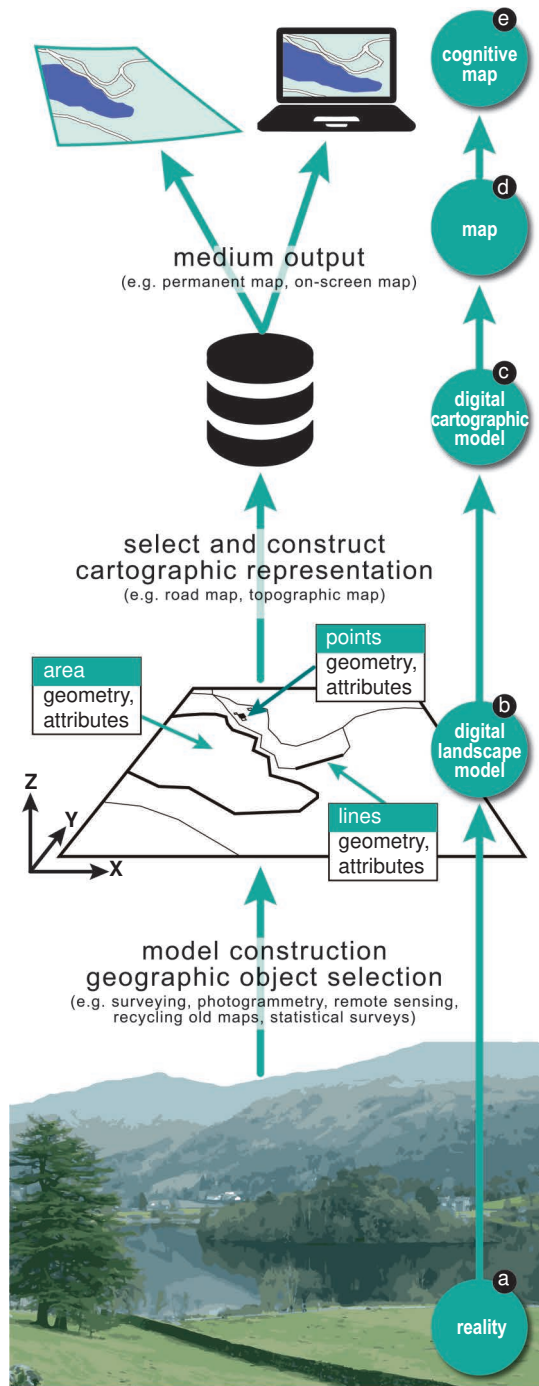 e
cognitive
map
d
map
medium output
(e.g. permanent map, on-screen map)
c
digital
cartographic
model
select and construct
cartographic representation
(e.g. road map, topographic map)
points
geometry,
attributes
area
geometry,
attributes
b
digital
landscape
model
Z
Y
X
lines
geometry,
attributes
model construction
geographic object selection
(e.g. surveying, photogrammetry, remote sensing,
recycling old maps, statistical surveys)
a
reality